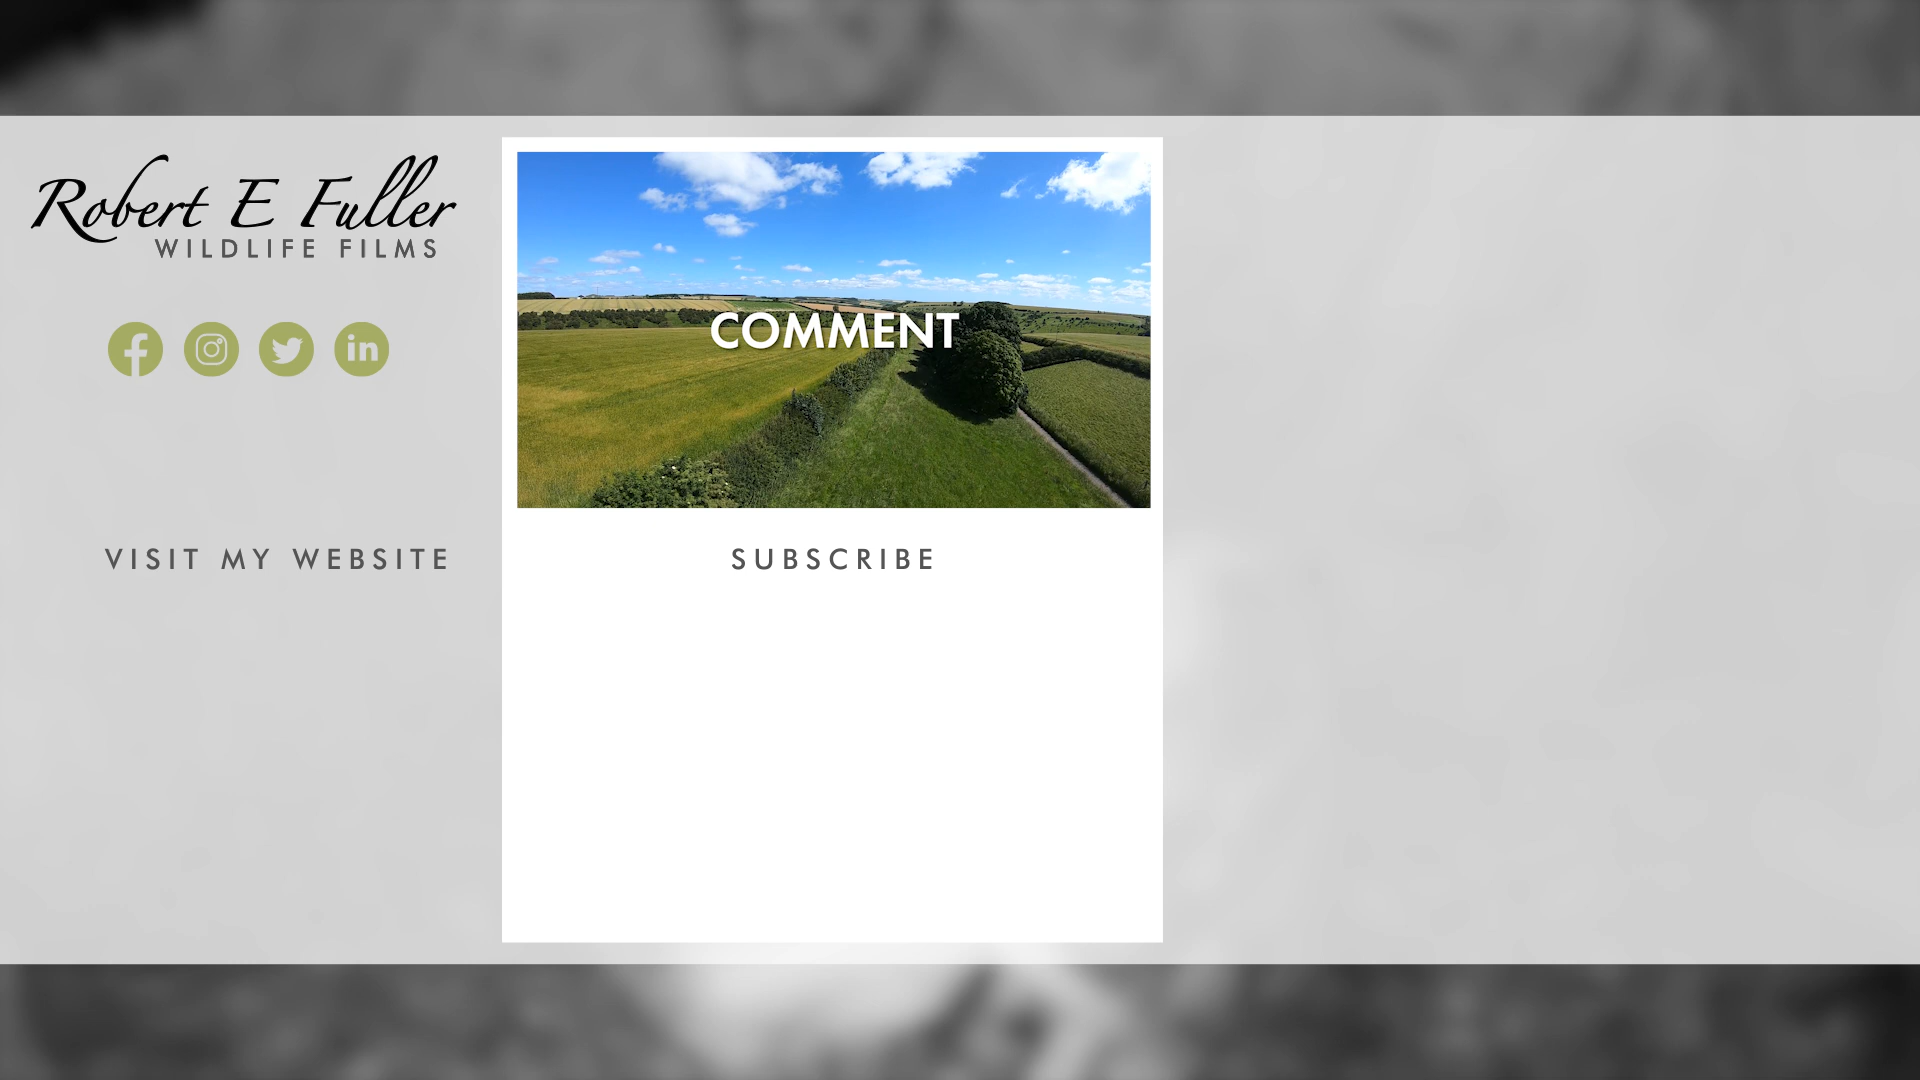 Robert E Fuller
WILDLIFE FILMS
COMMENT
VISIT MY WEBSITE
SUBSCRIBE